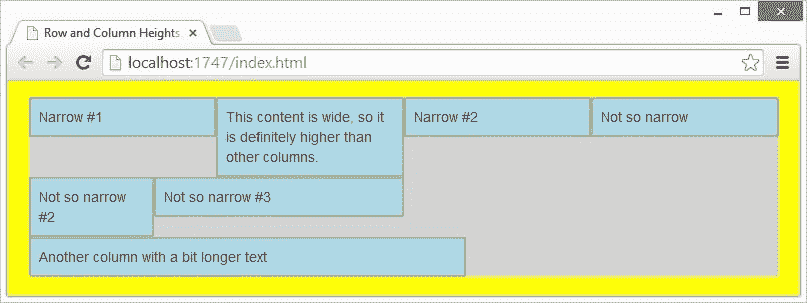 Row and Column Heights
localhost:1747/index.html
Narrow #1
This content is wide, so it
is definitely higher than
other columns.
Narrow #2
Not so narrow
Not so narrow
#2
Not so narrow #3
Another column with a bit longer text